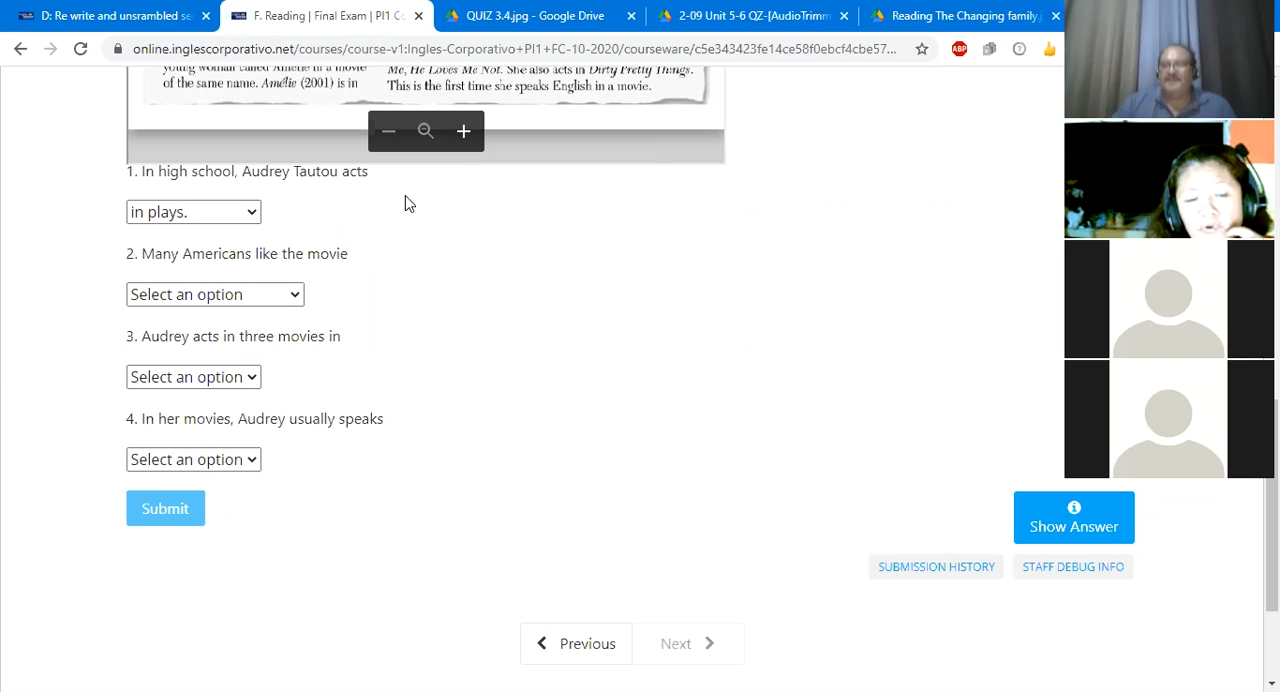 D: Re write and unsrambled se
F. Reading | Final Exam | PI1 Co
QUIZ 3.4.jpg - Google Drive
2-09 Unit 5-6 QZ-[AudioTrimm
Reading The Changing family.
online.inglescorporativo.net/courses/course-v1:Ingles-Corporativo+PI1+FC-10-2020/courseware/c5e343423fe14ce58f0ebcf4cbe57...
ABP
young woman called Amélie in a
of the same name. Amélie (2001) is in
Me, He Loves Me Not. She also acts in Dirty Pretty Things.
This is the first time she speaks English in a movie.
1. In high school, Audrey Tautou acts
in plays.
2. Many Americans like the movie
Select an option
3. Audrey acts in three movies in
Select an option
4. In her movies, Audrey usually speaks
Select an option
Submit
Show Answer
SUBMISSION HISTORY
STAFF DEBUG INFO
Previous
Next